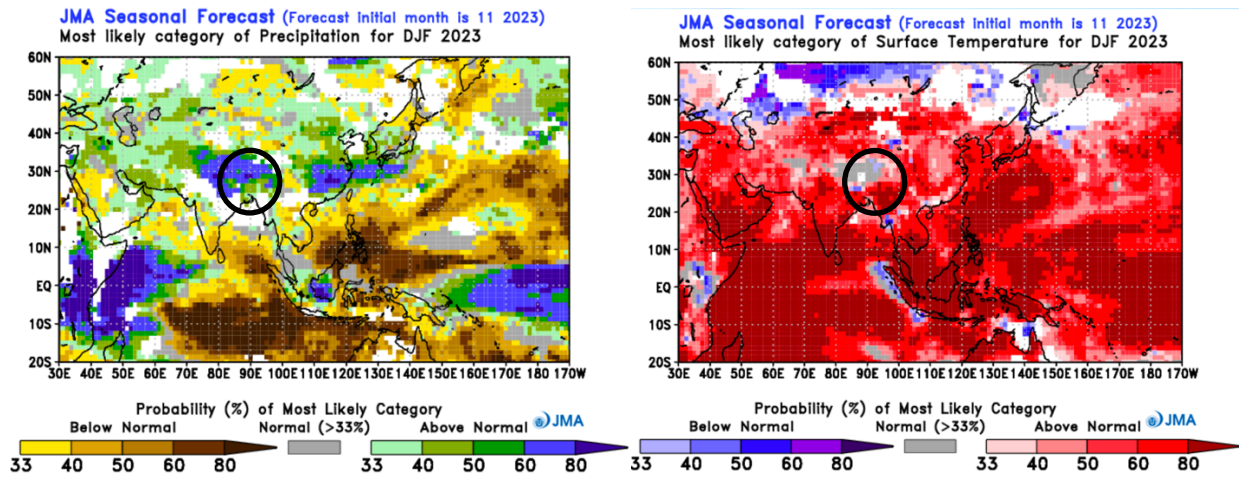 JMA Seasonal Forecast (Forecast initial month is 11 2023)
Most likely category of Precipitation for DJF 2023
60N
50N
40N
30N
20N
10N
EQ
10S
20S
30E 40E 50E 60E 70E 80E 90E 100E 110E 120E 130E 140E 150E 160E 170E 180 170W
Probability (%) of Most Likely Category
Below Normal Normal (>33%) Above Normal JMA
33 40 50 60 80 33 40 50 60 80
JMA Seasonal Forecast (Forecast initial month is 11 2023)
Most likely category of Surface Temperature for DJF 2023
60N
50N
40N
30N
20N
10N
EQ
10S
20S
30E 40E 50E 60E 70E 80E 90E 100E 110E 120E 130E 140E 150E 160E 170E 180 170W
Probability (%) of Most Likely Category
Below Normal Normal (>33%) Above Normal JMA
33 40 50 60 80 33 40 50 60 80